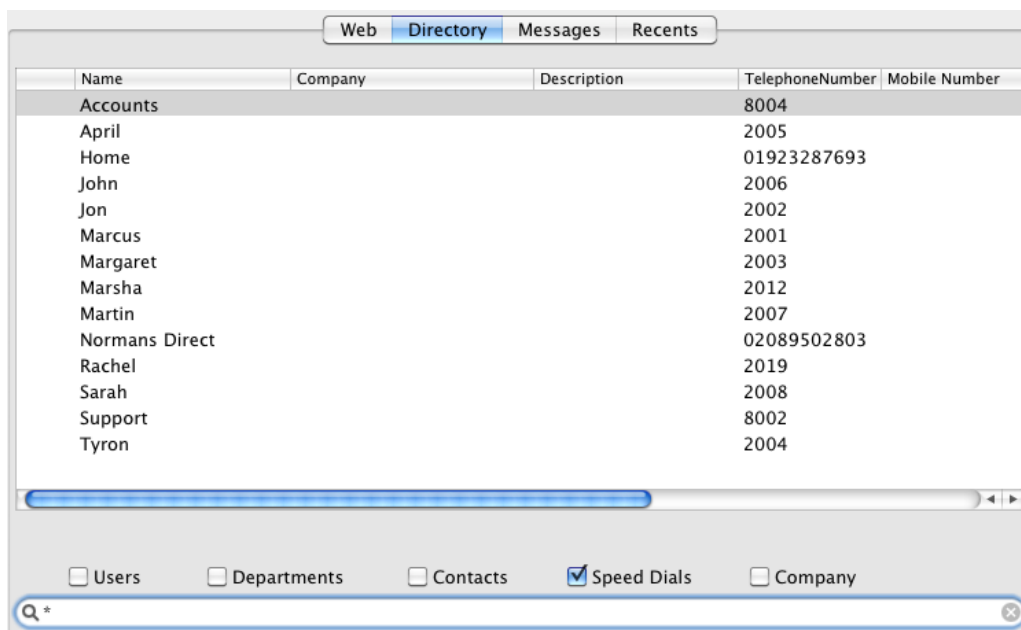 Web Directory Messages Recents
Name Company Description TelephoneNumber Mobile Number
Accounts 8004
April 2005
Home 01923287693
John 2006
Jon 2002
Marcus 2001
Margaret 2003
Marsha 2012
Martin 2007
Normans Direct 02089502803
Rachel 2019
Sarah 2008
Support 8002
Tyron 2004
Users Departments Contacts Speed Dials Company
*